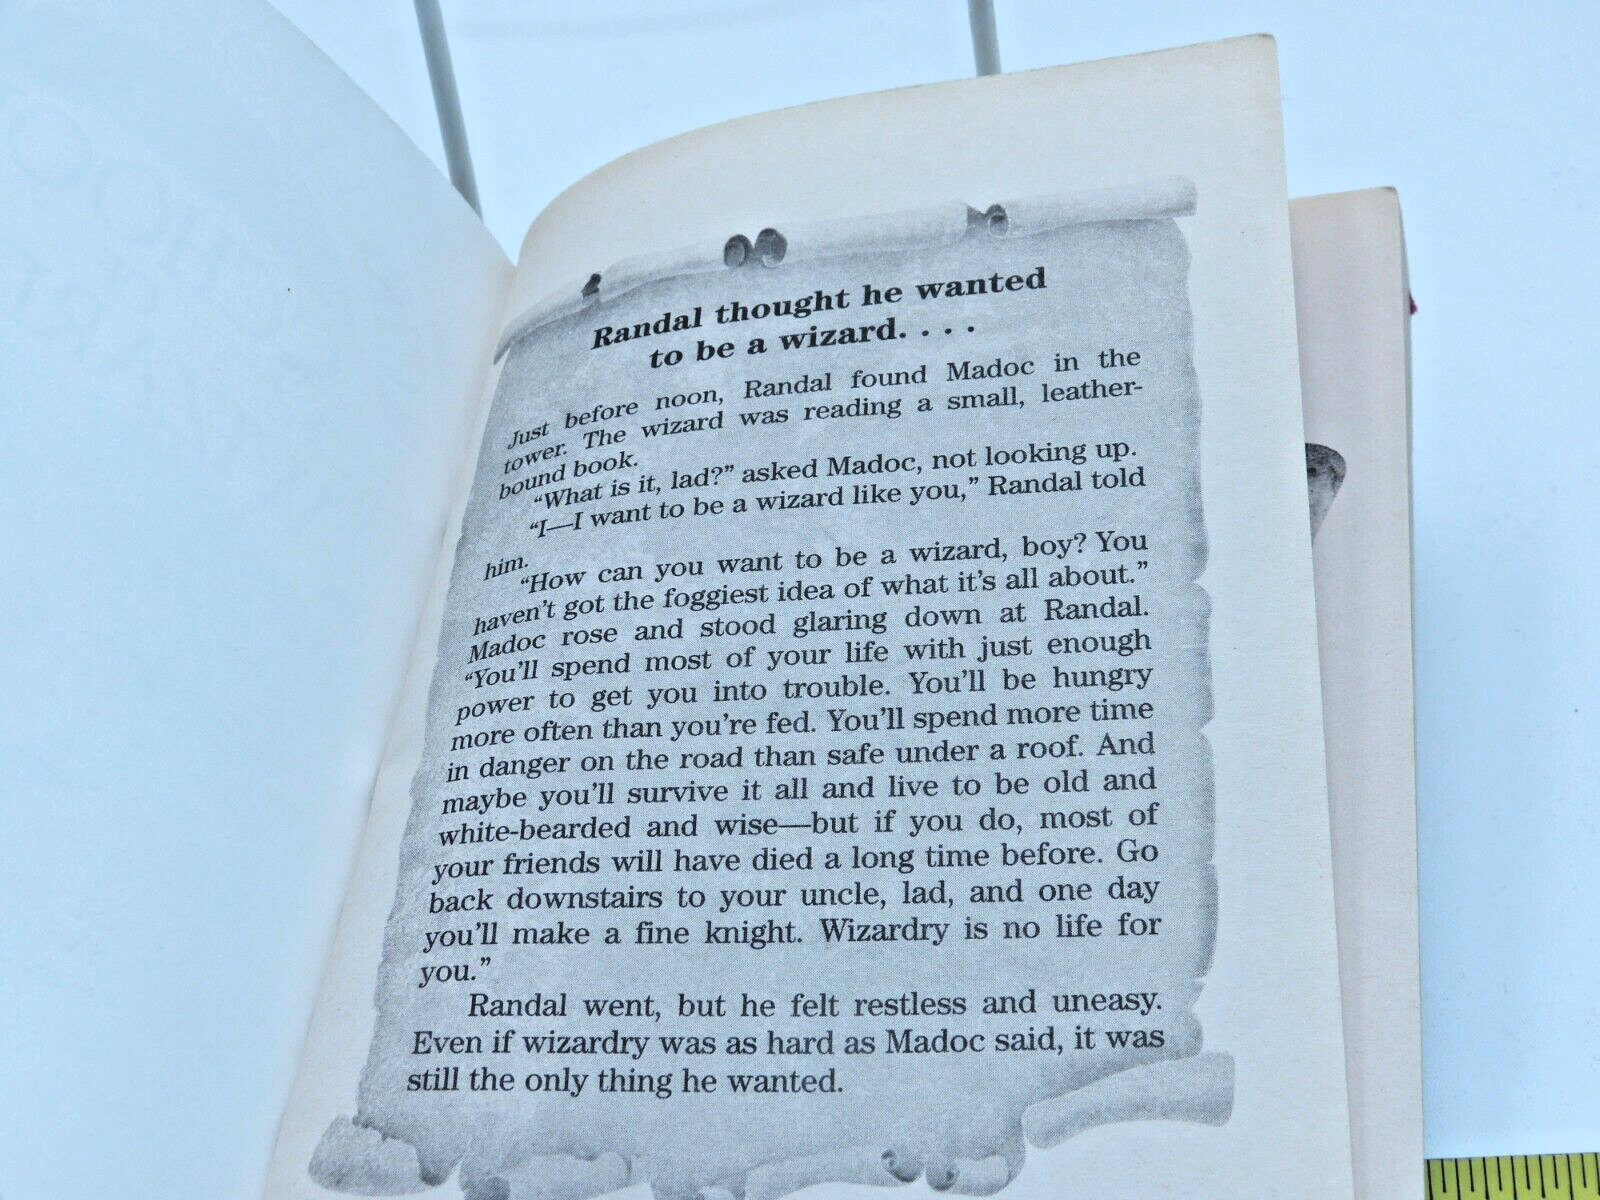 Randal thought he wanted
to be a wizard. . . .
Just before noon, Randal found Madoc in the
tower. The wizard was reading a small, leather-
bound book.
“What is it, lad?” asked Madoc, not looking up.
“I—I want to be a wizard like you,” Randal told
him.
“How can you want to be a wizard, boy? You
haven’t got the foggiest idea of what it’s all about.”
Madoc rose and stood glaring down at Randal.
“You’ll spend most of your life with just enough
power to get you into trouble. You’ll be hungry
more often than you’re fed. You’ll spend more time
in danger on the road than safe under a roof. And
maybe you’ll survive it all and live to be old and
white-bearded and wise—but if you do, most of
your friends will have died a long time before. Go
back downstairs to your uncle, lad, and one day
you’ll make a fine knight. Wizardry is no life for
you.”
Randal went, but he felt restless and uneasy.
Even if wizardry was as hard as Madoc said, it was
still the only thing he wanted.